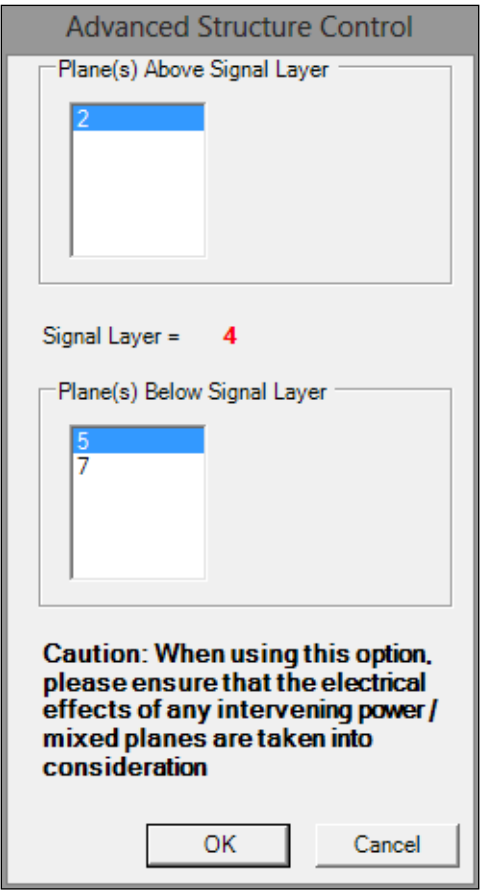 Advanced Structure Control
Plane(s) Above Signal Layer
2
Signal Layer = 4
Plane(s) Below Signal Layer
5
7
Caution: When using this option,
please ensure that the electrical
effects of any intervening power /
mixed planes are taken into
consideration
OK Cancel